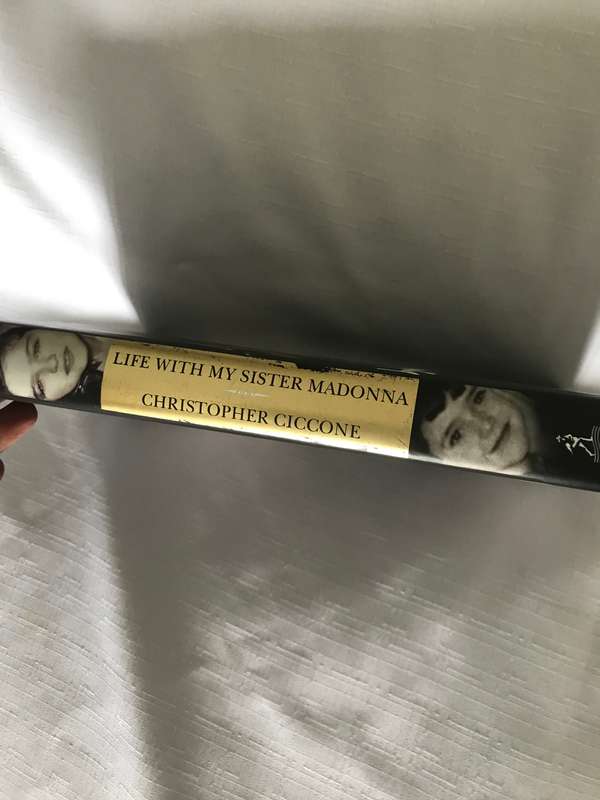 LIFE WITH MY SISTER MADONNA
CHRISTOPHER CICCONE